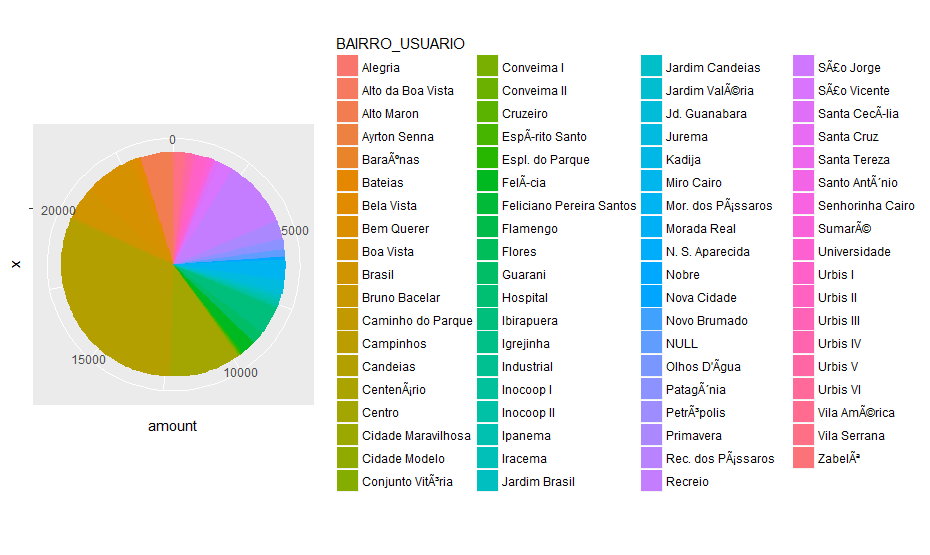 BAIRRO_USUARIO
Alegria
Alto da Boa Vista
Alto Maron
Ayrton Senna
Baraúnas
Bateias
Bela Vista
Bem Querer
Boa Vista
Brasil
Bruno Bacelar
Caminho do Parque
Campinhos
Candeias
CentenÃ¡rio
Centro
Cidade Maravilhosa
Cidade Modelo
Conjunto VitÃ³ria
Conveima I
Conveima II
Cruzeiro
EspÃ­rito Santo
Espl. do Parque
FelÃ­cia
Feliciano Pereira Santos
Flamengo
Flores
Guarani
Hospital
Ibirapuera
Igrejinha
Industrial
Inocoop I
Inocoop II
Ipanema
Iracema
Jardim Brasil
Jardim Candeias
Jardim ValÃ©ria
Jd. Guanabara
Jurema
Kadija
Miro Cairo
Mor. dos PÃ¡ssaros
Morada Real
N. S. Aparecida
Nobre
Nova Cidade
Novo Brumado
NULL
Olhos D'Água
PatagÃ´nia
PetrÃ³polis
Primavera
Rec. dos PÃ¡ssaros
Recreio
SÃ£o Jorge
SÃ£o Vicente
Santa CecÃ­lia
Santa Cruz
Santa Tereza
Santo AntÃ´nio
Senhorinha Cairo
SumarÃ©
Universidade
Urbis I
Urbis II
Urbis III
Urbis IV
Urbis V
Urbis VI
Vila AmÃ©rica
Vila Serrana
ZabelÃª
0
5000
10000
15000
20000
x
amount